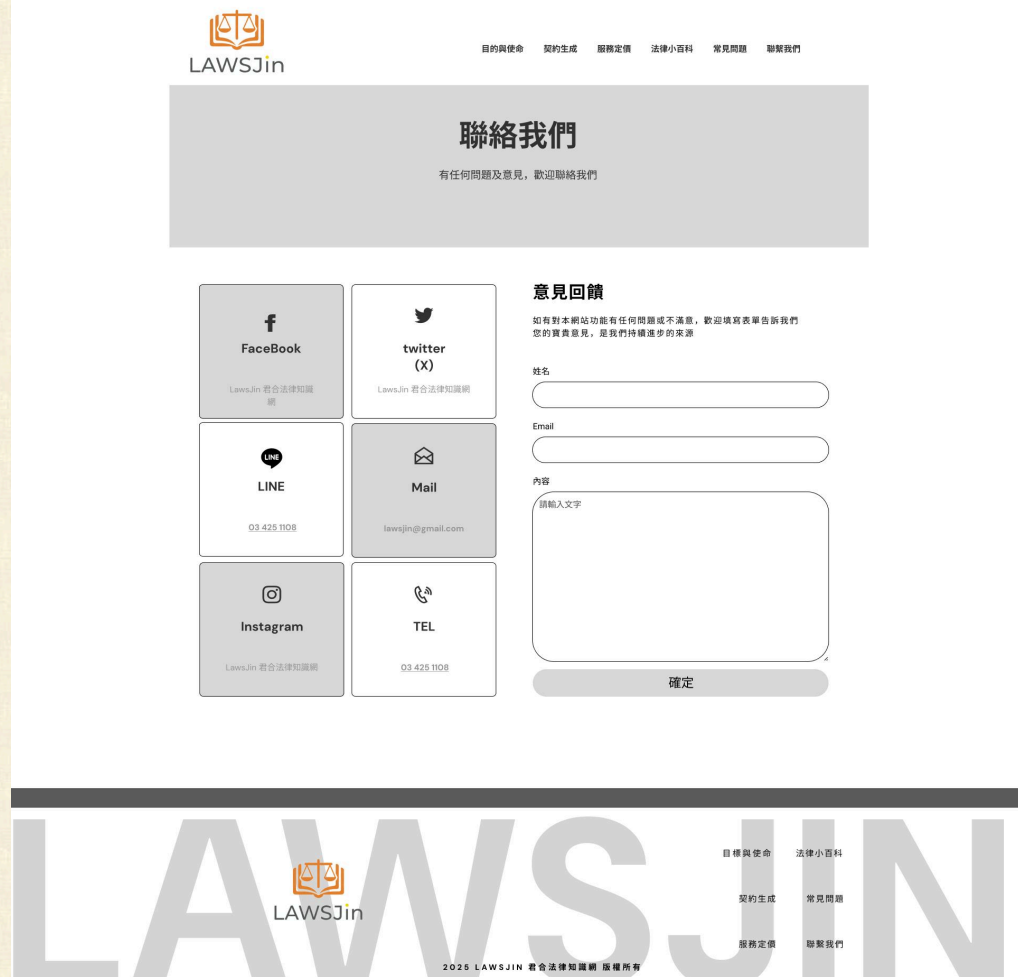 LAWSJin
目的與使命 契約生成 服務定價 法律小百科 常見問題 聯繫我們
聯絡我們
有任何問題及意見，歡迎聯絡我們
FaceBook
LawsJin 君合法律知識
網
twitter
(X)
LawsJin 君合法律知識網
LINE
LINE
03 425 1108
Mail
lawsjin@gmail.com
Instagram
LawsJin 君合法律知識網
TEL
03 425 1108
意見回饋
如有對本網站功能有任何問題或不滿意，歡迎填寫表單告訴我們
您的寶貴意見，是我們持續進步的來源
姓名
Email
內容
請輸入文字
確定
LAWSJIN
LAWSJin
目標與使命 法律小百科
契約生成 常見問題
服務定價 聯繫我們
2025 LAWSJIN 君合法律知識網 版權所有